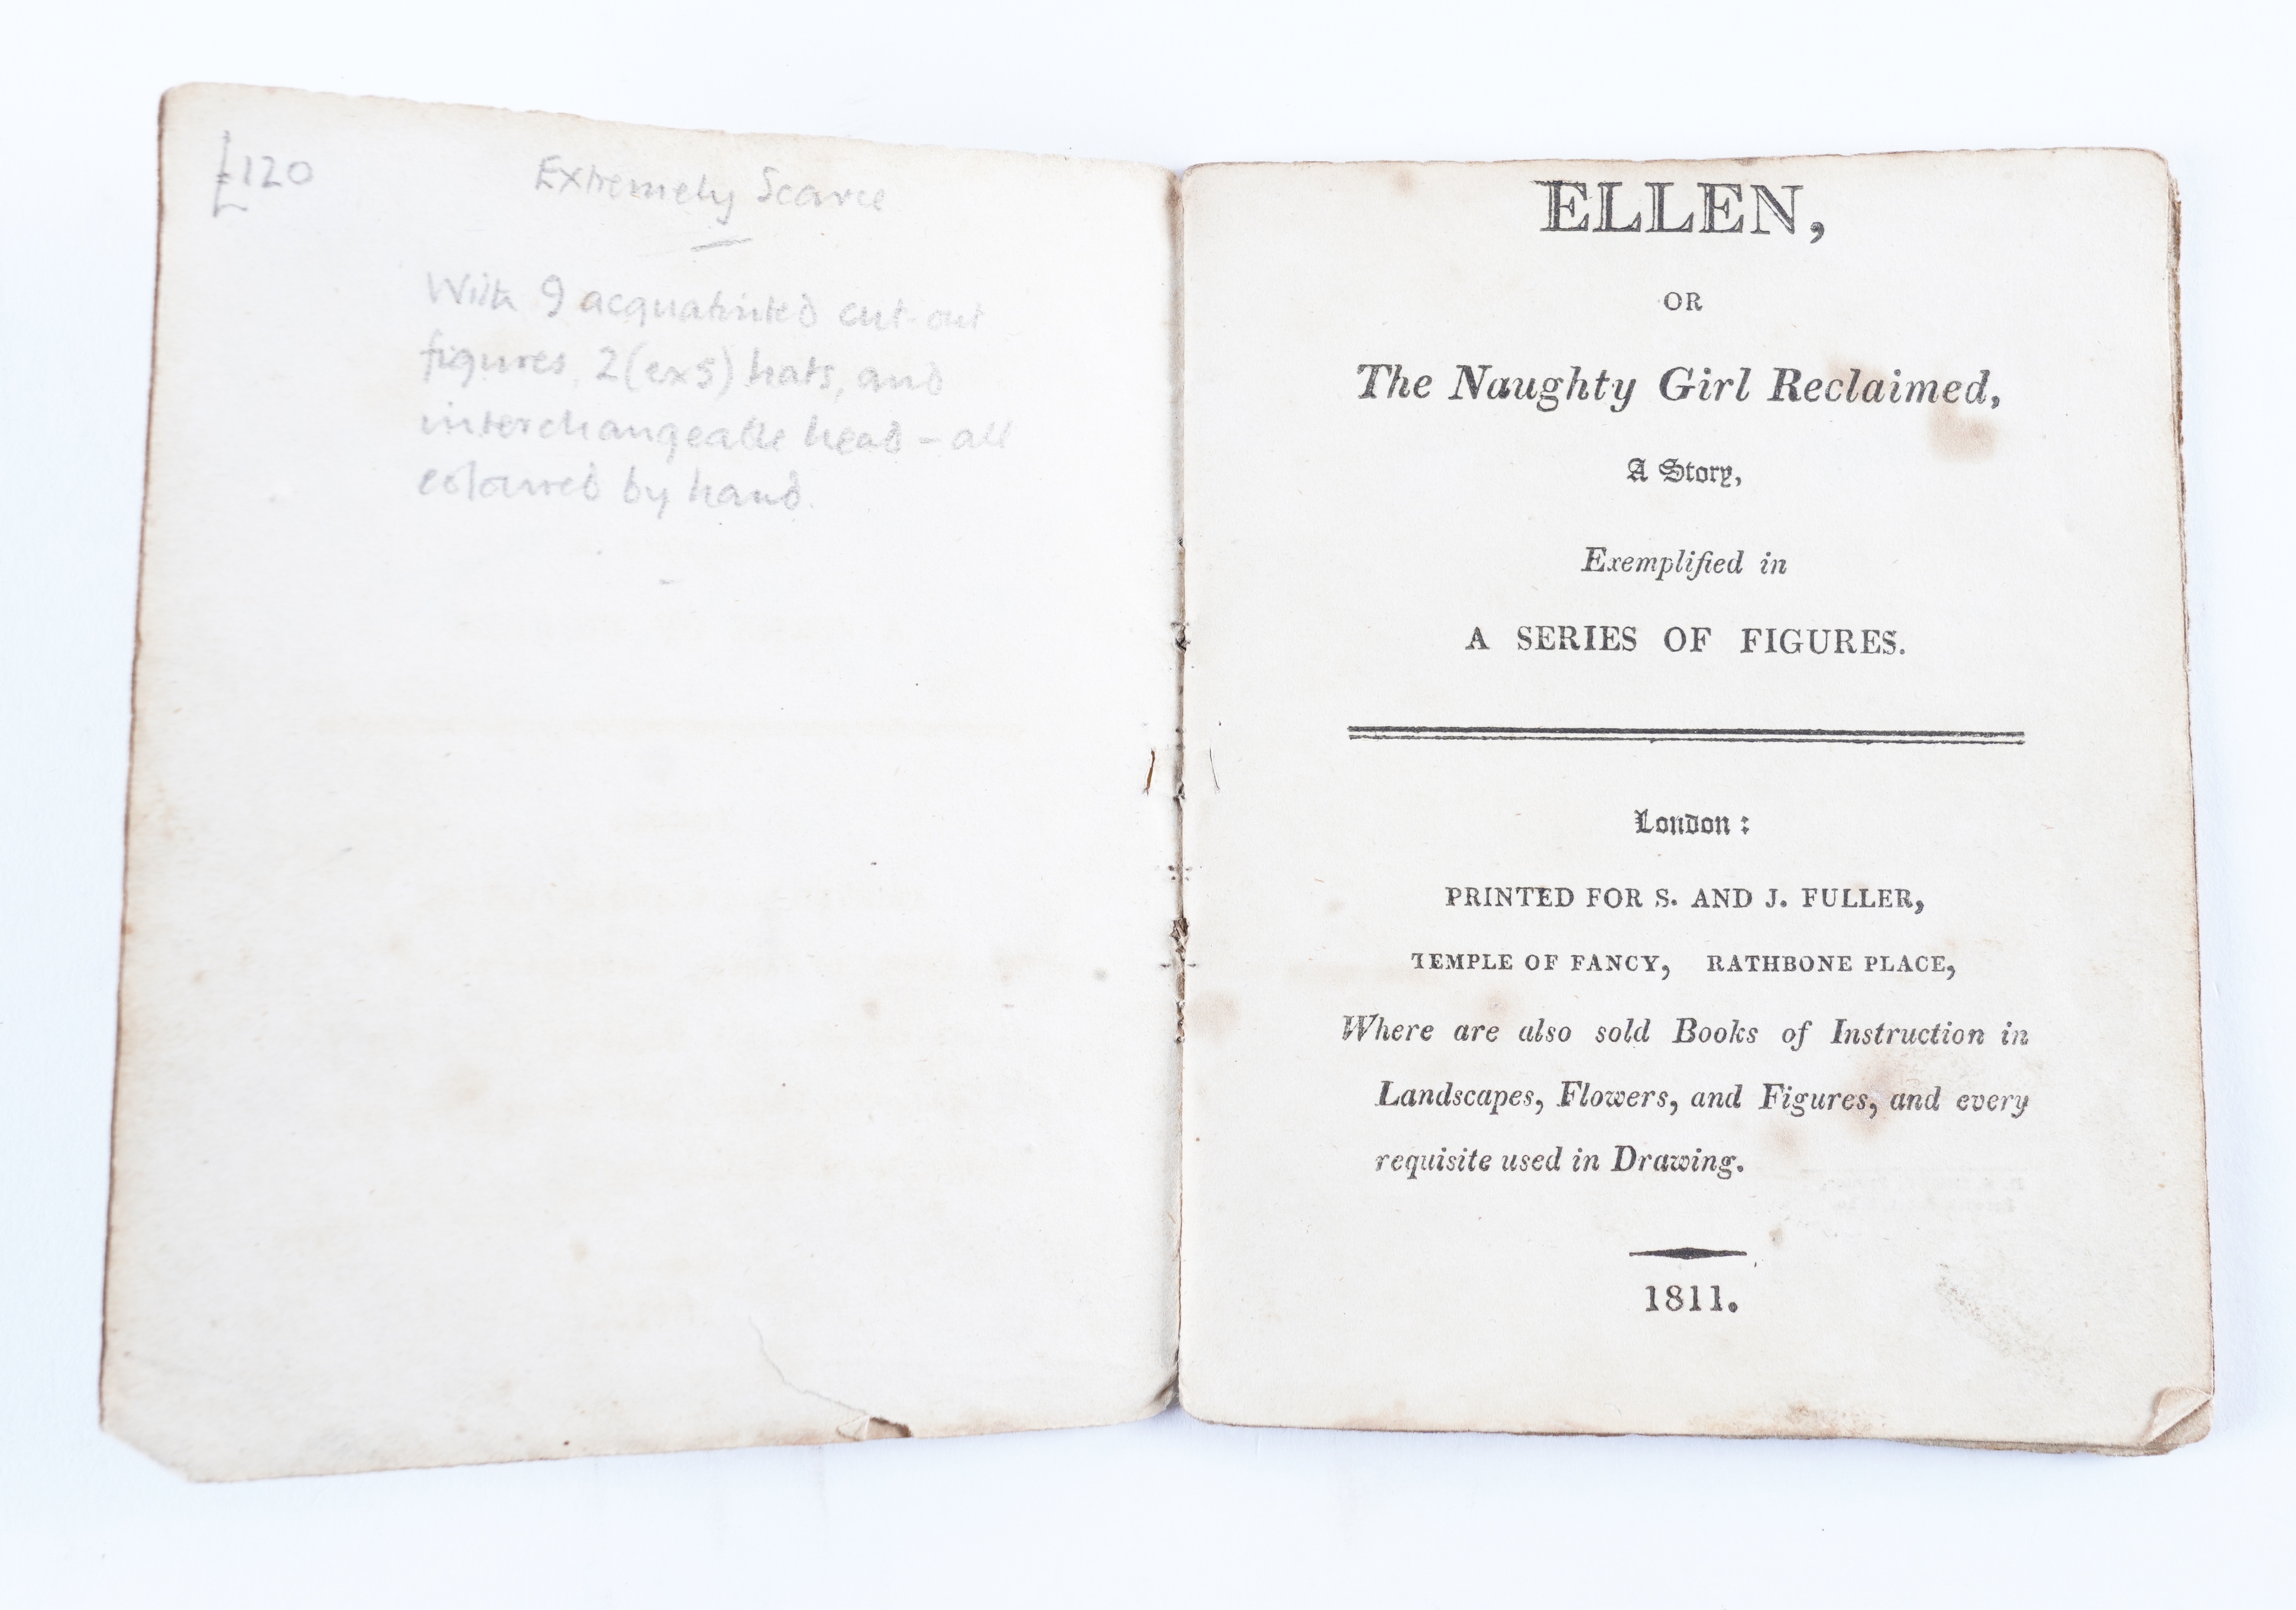 £120
Extremely Scarce
With 9 acquatinted cut-out
figures, 2(ex5) hats, and
interchangeable head – all
coloured by hand.
ELLEN,
OR
The Naughty Girl Reclaimed,
A Story,
Exemplified in
A SERIES OF FIGURES.
London:
PRINTED FOR S. AND J. FULLER,
TEMPLE OF FANCY, RATHBONE PLACE,
Where are also sold Books of Instruction in
Landscapes, Flowers, and Figures, and every
requisite used in Drawing.
1811.